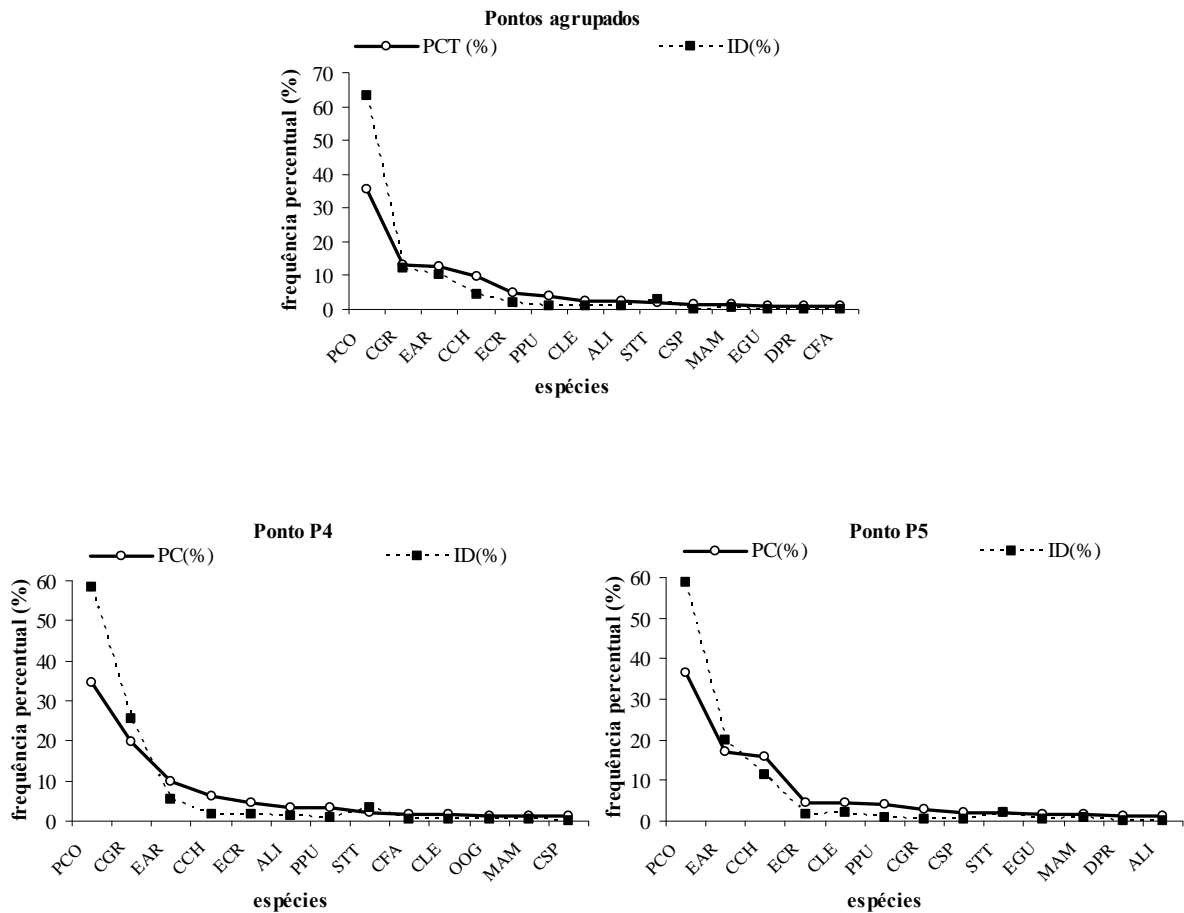 Pontos agrupados
PCT (%) ID(%)
frequência percentual (%)
70
60
50
40
30
20
10
0
PCO CGR EAR CCH ECR PPU CLE ALI STT CSP MAM EGU DPR CFA
espécies
Ponto P4
PC(%) ID(%)
frequência percentual (%)
60
50
40
30
20
10
0
PCO CGR EAR CCH ECR ALI PPU STT CFA CLE OOG MAM CSP
espécies
Ponto P5
PC(%) ID(%)
frequência percentual (%)
60
50
40
30
20
10
0
PCO EAR CCH ECR CLE PPU CGR CSP STT EGU MAM DPR ALI
espécies